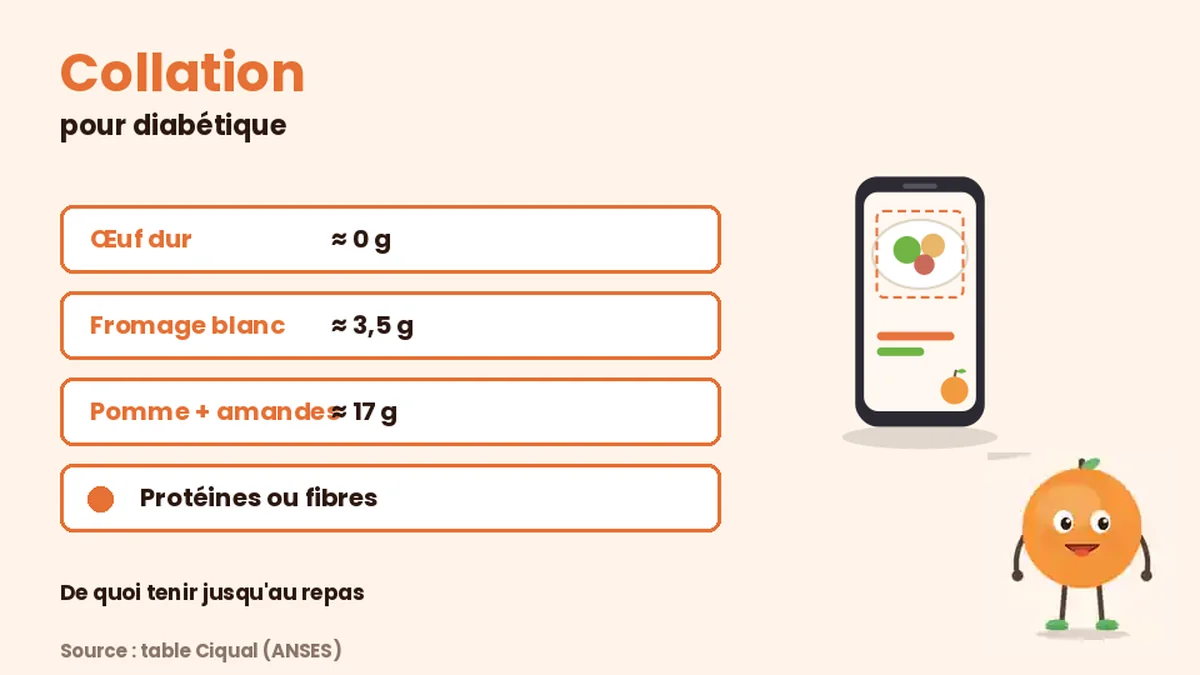 Collation
pour diabétique
Œuf dur ≈ 0 g
Fromage blanc ≈ 3,5 g
Pomme + amandes ≈ 17 g
Protéines ou fibres
De quoi tenir jusqu'au repas
Source : table Ciqual (ANSES)